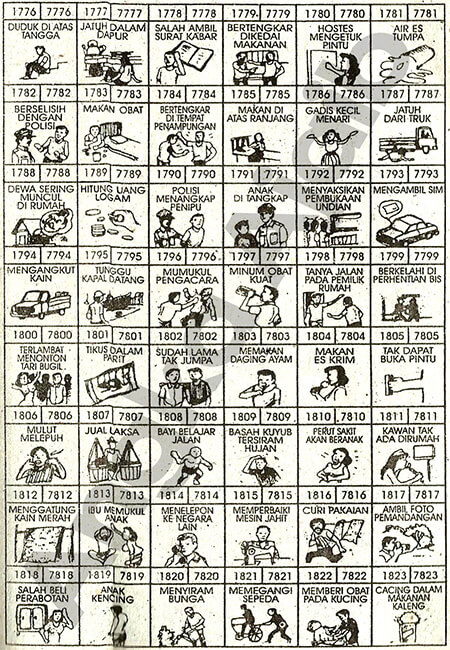 1776 7776 1777 7777 1778 7778 1779 7779 1780 7780 1781 7781
DUDUK DI ATAS TANGGA
JATUH DALAM DAPUR
SALAH AMBIL SURAT KABAR
BERTENGKAR DIKEDAI MAKANAN
HOSTES MENGETUK PINTU
AIR ES TUMPA
1782 7782 1783 7783 1784 7784 1785 7785 1786 7786 1787 7787
BERSELISIH DENGAN POLISI
MAKAN OBAT
BERTENGKAR DI TEMPAT PENAMPUNGAN
MAKAN DI ATAS RANJANG
GADIS KECIL MENARI
JATUH DARI TRUK
1788 7788 1789 7789 1790 7790 1791 7791 1792 7792 1793 7793
DEWA SERING MUNCUL DI RUMAH
HITUNG UANG LOGAM
POLISI MENANGKAP PENIPU
ANAK DI TANGKAP
MENYAKSIKAN PEMBUKAAN UNDIAN
MENGAMBIL SIM
1794 7794 1795 7795 1796 7796 1797 7797 1798 7798 1799 7799
MENGANGKUT KAIN
TUNGGU KAPAL DATANG
MUMUKUL PENGACARA
MINUM OBAT KUAT
TANYA JALAN PADA PEMILIK RUMAH
BERKELAHI DI PERHENTIAN BIS
1800 7800 1801 7801 1802 7802 1803 7803 1804 7804 1805 7805
TERLAMBAT MENONTON TARI BUGIL
TIKUS DALAM PARIT
SUDAH LAMA TAK JUMPA
MEMAKAN DAGING AYAM
MAKAN ES KRIM
TAK DAPAT BUKA PINTU
1806 7806 1807 7807 1808 7808 1809 7809 1810 7810 1811 7811
MULUT MELEPUH
JUAL LAKSA
BAYI BELAJAR JALAN
BASAH KUYUB TERSIRAM HUJAN
PERUT SAKIT AKAN BERANAK
KAWAN TAK ADA DIRUMAH
1812 7812 1813 7813 1814 7814 1815 7815 1816 7816 1817 7817
MENGGATUNG KAIN MERAH
IBU MEMUKUL ANAK
MENELEPON KE NEGARA LAIN
MEMPERBAIKI MESIN JAHIT
CURI PAKAIAN
AMBIL FOTO PEMANDANGAN
1818 7818 1819 7819 1820 7820 1821 7821 1822 7822 1823 7823
SALAH BELI PERABOTAN
ANAK KENCING
MENYIRAM BUNGA
MEMEGANGI SEPEDA
MEMBERI OBAT PADA KUCING
CACING DALAM MAKANAN KALENG